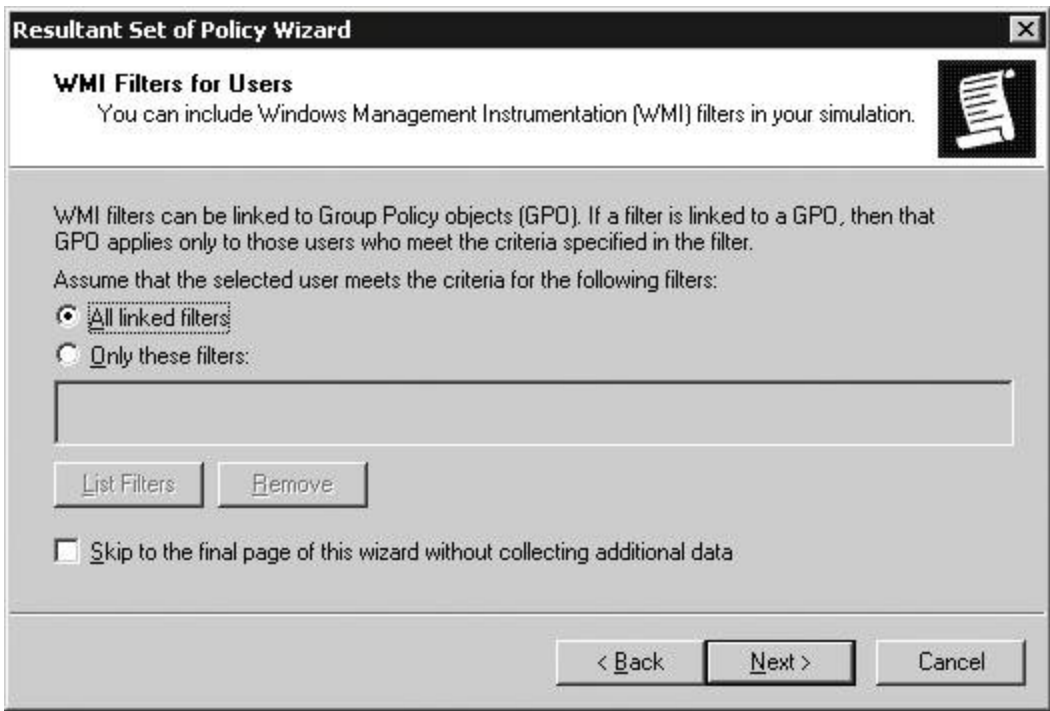 Resultant Set of Policy Wizard
WMI Filters for Users
You can include Windows Management Instrumentation (WMI) filters in your simulation.
WMI filters can be linked to Group Policy objects (GPO). If a filter is linked to a GPO, then that
GPO applies only to those users who meet the criteria specified in the filter.
Assume that the selected user meets the criteria for the following filters:
All linked filters
Only these filters:
List Filters Remove
Skip to the final page of this wizard without collecting additional data
< Back Next > Cancel